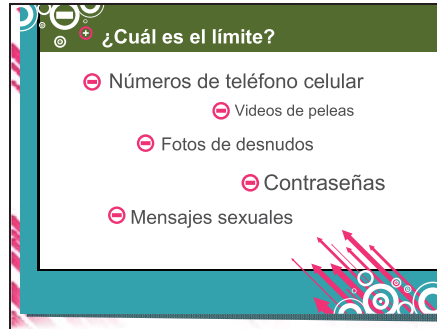 ¿Cuál es el límite?
Números de teléfono celular
Videos de peleas
Fotos de desnudos
Contraseñas
Mensajes sexuales